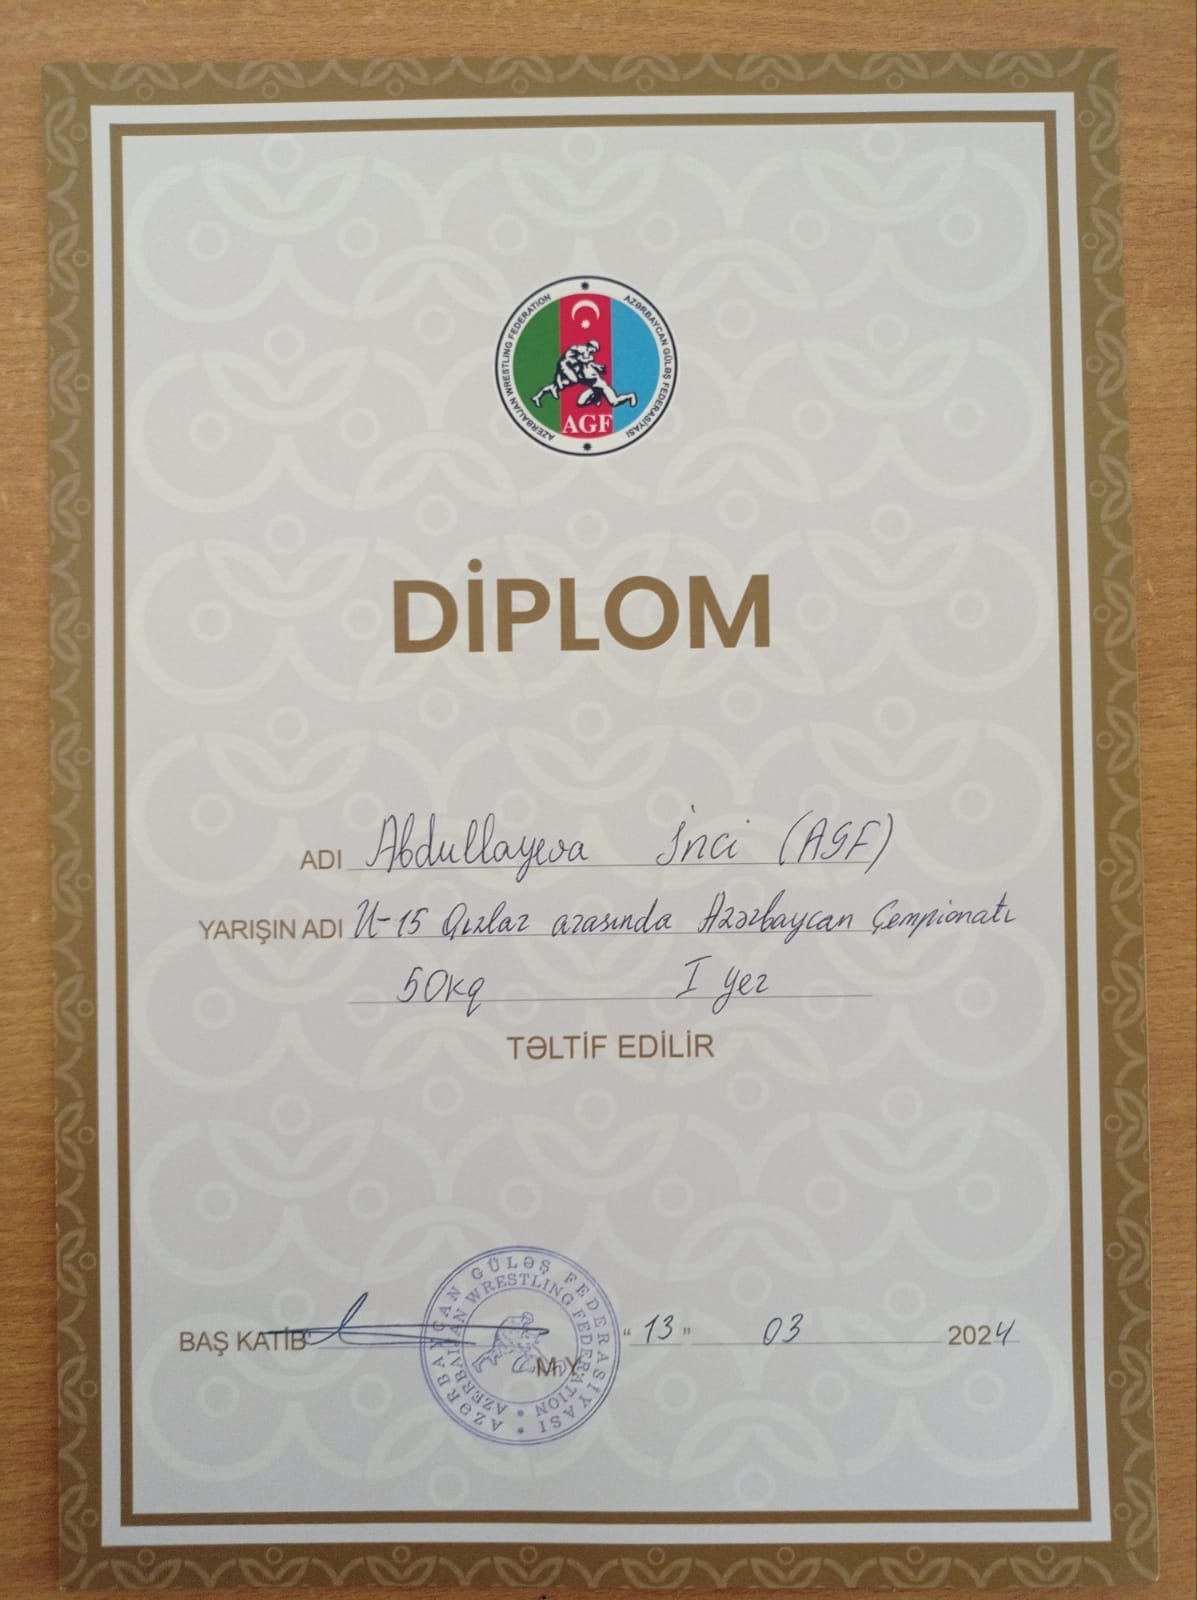 AZERBAIJAN WRESTLING FEDERATION
AZƏRBAYCAN GÜLƏŞ FEDERASİYASI
AGF
DİPLOM
ADI Abdullayeva İnci (AGF)
YARIŞIN ADI U-15 Qızlar arasında Azərbaycan Çempionatı
50kq I yer
TƏLTİF EDİLİR
BAŞ KATİB M.Y. "13" 03 2024
AZƏRBAYCAN GÜLƏŞ FEDERASİYASI
AZERBAIJAN WRESTLING FEDERATION